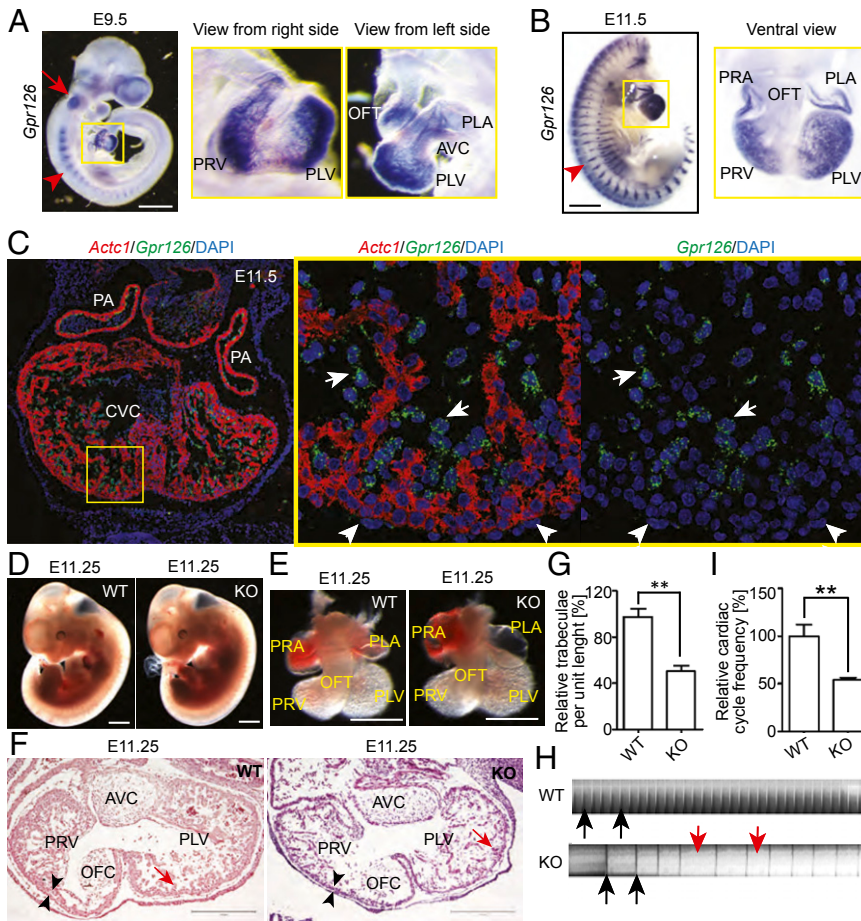 A
E9.5
View from right side
View from left side
Gpr126
PRV
PLV
OFT
PLA
AVC
PLV
B
E11.5
Ventral view
Gpr126
PRA
OFT
PLA
PRV
PLV
C
Actc1/Gpr126/DAPI
Actc1/Gpr126/DAPI
Gpr126/DAPI
E11.5
PA
PA
CVC
D
E11.25
E11.25
WT
KO
E
E11.25
E11.25
WT
KO
PRA
PLA
OFT
PRV
PLV
PRA
PLA
OFT
PRV
PLV
G
Relative trabeculae
per unit lenght [%]
120
80
40
0
**
WT
KO
I
Relative cardiac
cycle frequency [%]
150
100
50
0
**
WT
KO
F
E11.25
E11.25
WT
AVC
PRV
PLV
OFC
KO
AVC
PRV
PLV
OFC
H
WT
KO